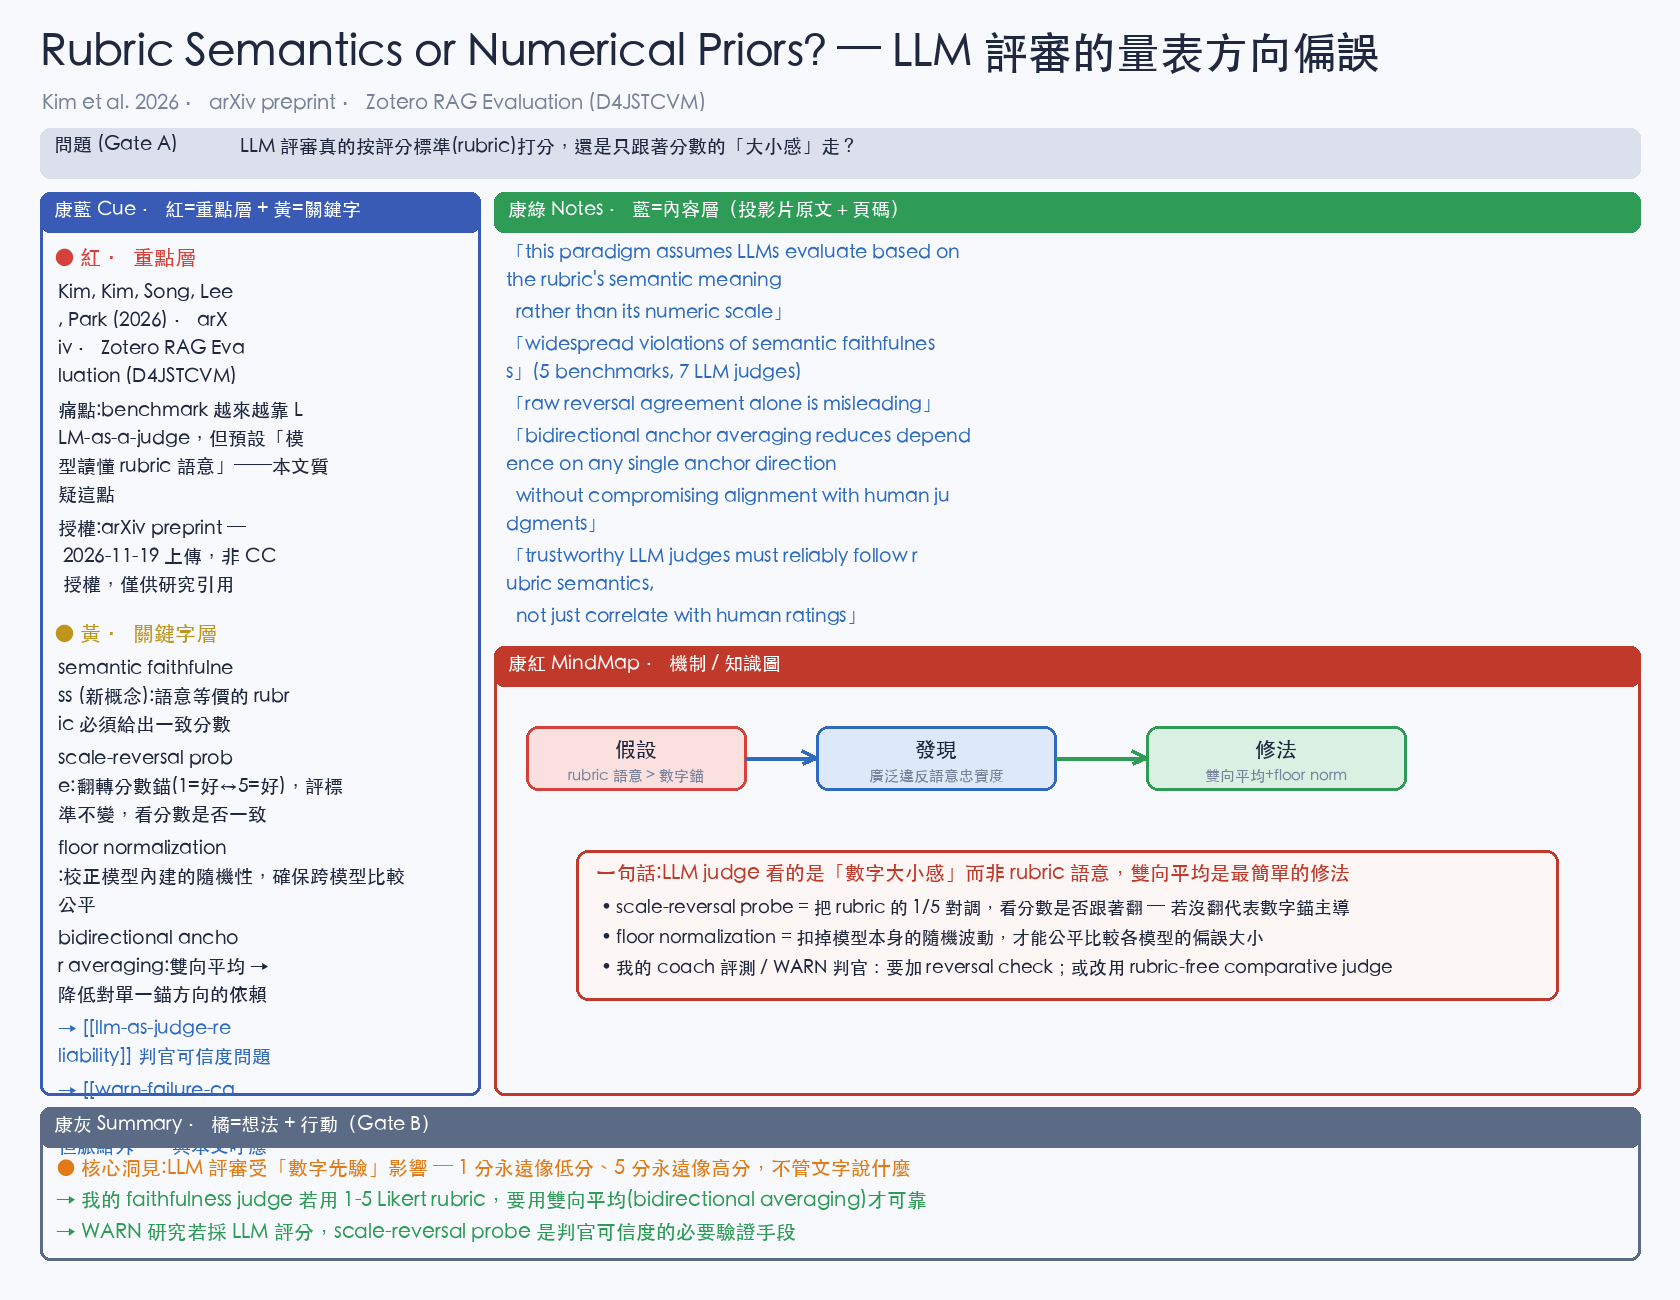 Rubric Semantics or Numerical Priors? — LLM 評審的量表方向偏誤
Kim et al. 2026 · arXiv preprint · Zotero RAG Evaluation (D4JSTCVM)
問題 (Gate A) LLM 評審真的按評分標準(rubric)打分，還是只跟著分數的「大小感」走？
康藍 Cue · 紅=重點層 + 黃=關鍵字
● 紅 · 重點層
Kim, Kim, Song, Lee
, Park (2026) · arX
iv · Zotero RAG Eva
luation (D4JSTCVM)
痛點:benchmark 越來越靠 L
LM-as-a-judge，但預設「模
型讀懂 rubric 語意」——本文質
疑這點
授權:arXiv preprint —
2026-11-19 上傳，非 CC
授權，僅供研究引用
● 黃 · 關鍵字層
semantic faithfulne
ss (新概念):語意等價的 rubr
ic 必須給出一致分數
scale-reversal prob
e:翻轉分數錨(1=好↔5=好)，評標
準不變，看分數是否一致
floor normalization
:校正模型內建的隨機性，確保跨模型比較
公平
bidirectional ancho
r averaging:雙向平均 →
降低對單一錨方向的依賴
→ [[llm-as-judge-re
liability]] 判官可信度問題
→ [[warn-failure-ca
康綠 Notes · 藍=內容層（投影片原文 + 頁碼）
「this paradigm assumes LLMs evaluate based on
the rubric's semantic meaning
rather than its numeric scale」
「widespread violations of semantic faithfulnes
s」(5 benchmarks, 7 LLM judges)
「raw reversal agreement alone is misleading」
「bidirectional anchor averaging reduces depend
ence on any single anchor direction
without compromising alignment with human ju
dgments」
「trustworthy LLM judges must reliably follow r
ubric semantics,
not just correlate with human ratings」
康紅 MindMap · 機制 / 知識圖
假設
rubric 語意 > 數字錨
發現
廣泛違反語意忠實度
修法
雙向平均+floor norm
一句話:LLM judge 看的是「數字大小感」而非 rubric 語意，雙向平均是最簡單的修法
• scale-reversal probe = 把 rubric 的 1/5 對調，看分數是否跟著翻 — 若沒翻代表數字錨主導
• floor normalization = 扣掉模型本身的隨機波動，才能公平比較各模型的偏誤大小
• 我的 coach 評測 / WARN 判官：要加 reversal check；或改用 rubric-free comparative judge
康灰 Summary · 橘=想法 + 行動（Gate B）
● 核心洞見:LLM 評審受「數字先驗」影響 — 1 分永遠像低分、5 分永遠像高分，不管文字說什麼
→ 我的 faithfulness judge 若用 1-5 Likert rubric，要用雙向平均(bidirectional averaging)才可靠
→ WARN 研究若採 LLM 評分，scale-reversal probe 是判官可信度的必要驗證手段